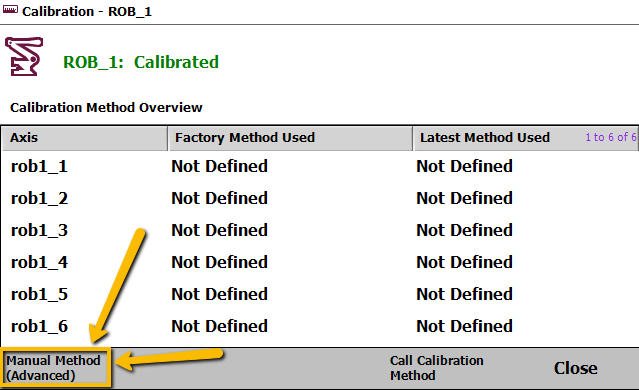 Calibration - ROB_1
ROB_1: Calibrated
Calibration Method Overview
Axis Factory Method Used Latest Method Used 1 to 6 of 6
rob1_1 Not Defined Not Defined
rob1_2 Not Defined Not Defined
rob1_3 Not Defined Not Defined
rob1_4 Not Defined Not Defined
rob1_5 Not Defined Not Defined
rob1_6 Not Defined Not Defined
Manual Method
(Advanced)
Call Calibration
Method
Close